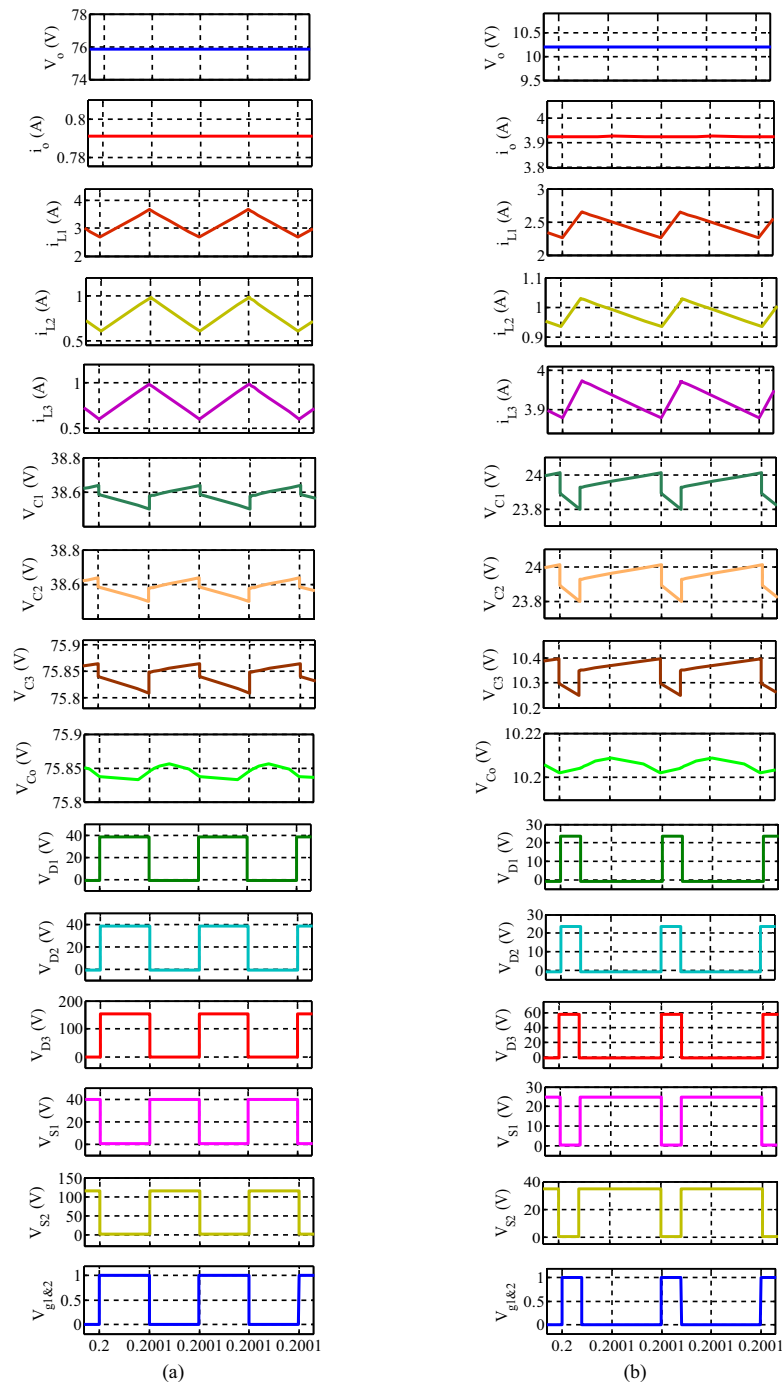 78
76
74
V_o (V)
0.8
0.78
i_o (A)
4
3
2
i_L1 (A)
1
0.5
i_L2 (A)
1
0.5
i_L3 (A)
38.8
38.6
38.4
V_C1 (V)
38.8
38.6
38.4
V_C2 (V)
75.9
75.85
75.8
V_C3 (V)
75.9
75.85
75.8
V_Co (V)
40
20
0
V_D1 (V)
40
20
0
V_D2 (V)
200
100
0
V_D3 (V)
40
20
0
V_S1 (V)
150
100
50
0
V_S2 (V)
1
0.5
0
V_g1&2
0.2 0.2001 0.2001 0.2001 0.2001
(a)
10.5
10
9.5
V_o (V)
4
3.9
3.8
i_o (A)
3
2.5
2
i_L1 (A)
1.1
1
0.9
i_L2 (A)
4
3.9
i_L3 (A)
24
23.8
V_C1 (V)
24
23.8
V_C2 (V)
10.4
10.3
10.2
V_C3 (V)
10.22
10.2
V_Co (V)
30
20
10
0
V_D1 (V)
30
20
10
0
V_D2 (V)
60
40
20
0
V_D3 (V)
30
20
10
0
V_S1 (V)
40
20
0
V_S2 (V)
1
0.5
0
V_g1&2
0.2 0.2001 0.2001 0.2001 0.2001
(b)